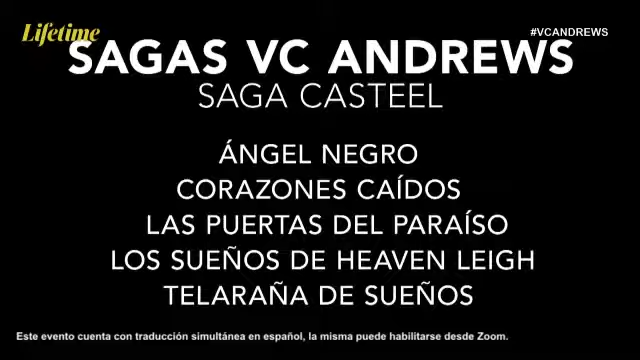 Lifetime
#VCANDREWS
SAGAS VC ANDREWS
SAGA CASTEEL
ÁNGEL NEGRO
CORAZONES CAÍDOS
LAS PUERTAS DEL PARAÍSO
LOS SUEÑOS DE HEAVEN LEIGH
TELARAÑA DE SUEÑOS
Este evento cuenta con traducción simultánea en español, la misma puede habilitarse desde Zoom.